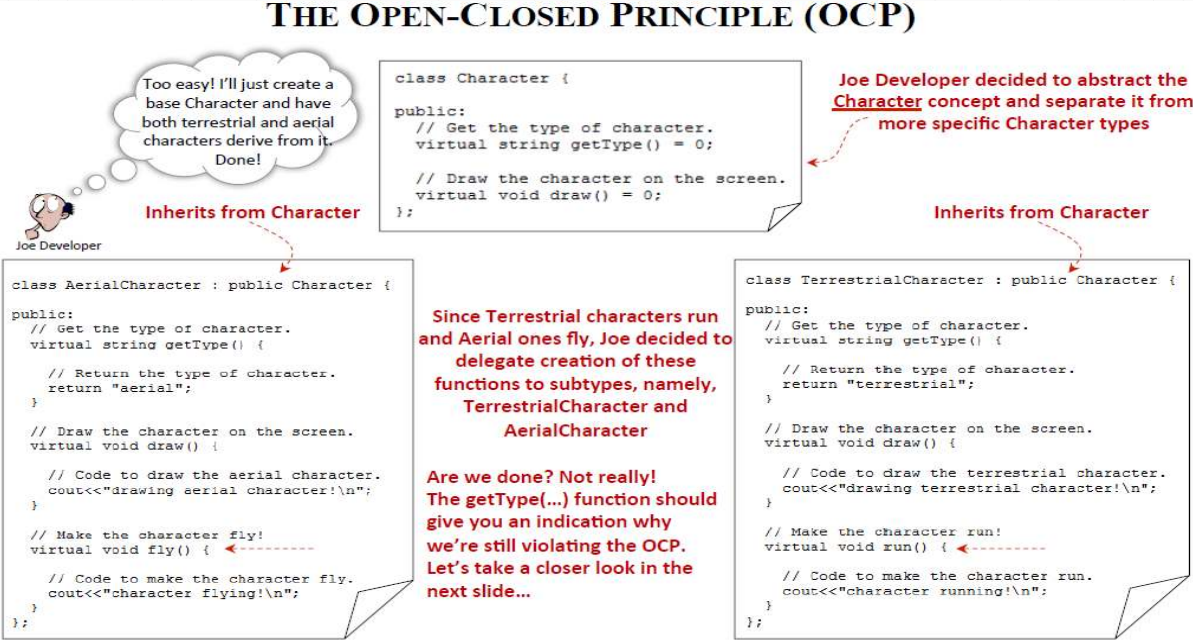 THE OPEN-CLOSED PRINCIPLE (OCP)
Too easy! I'll just create a
base Character and have
both terrestrial and aerial
characters derive from it.
Done!
Joe Developer
class Character {
public:
// Get the type of character.
virtual string getType() = 0;
// Draw the character on the screen.
virtual void draw() = 0;
};
Joe Developer decided to abstract the
Character concept and separate it from
more specific Character types
Inherits from Character
Inherits from Character
class AerialCharacter : public Character {
public:
// Get the type of character.
virtual string getType() {
// Return the type of character.
return "aerial";
}
// Draw the character on the screen.
virtual void draw() {
// Code to draw the aerial character.
cout<<"drawing aerial character!\n";
}
// Make the character fly!
virtual void fly() {
// Code to make the character fly.
cout<<"character flying!\n";
}
};
Since Terrestrial characters run
and Aerial ones fly, Joe decided to
delegate creation of these
functions to subtypes, namely,
TerrestrialCharacter and
AerialCharacter
Are we done? Not really!
The getType(...) function should
give you an indication why
we're still violating the OCP.
Let's take a closer look in the
next slide...
class TerrestrialCharacter : public Character {
public:
// Get the type of character.
virtual string getType() {
// Return the type of character.
return "terrestrial";
}
// Draw the character on the screen.
virtual void draw() {
// Code to draw the terrestrial character.
cout<<"drawing terrestrial character!\n";
}
// Make the character run!
virtual void run() {
// Code to make the character run.
cout<<"character running!\n";
}
};